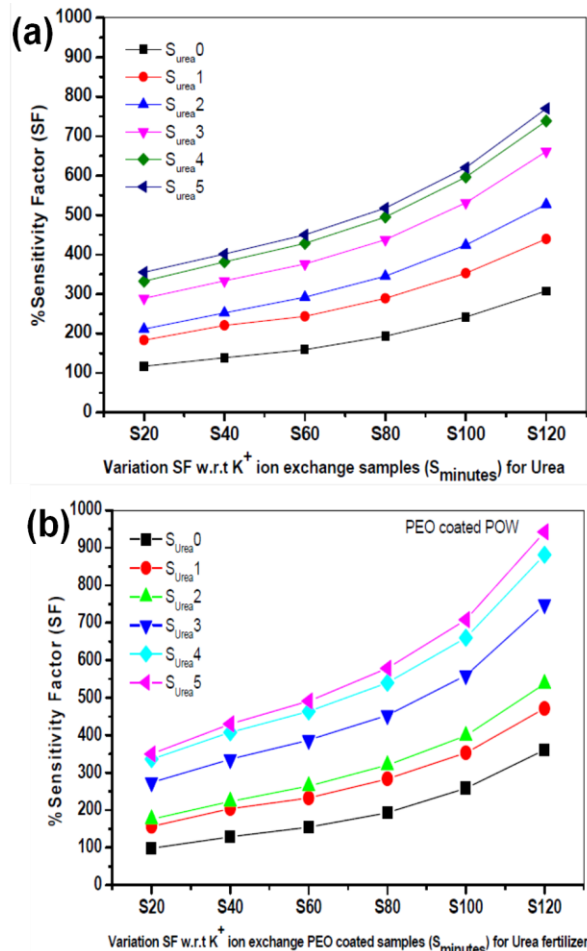 (a)
%Sensitivity Factor (SF)
1000
900
800
700
600
500
400
300
200
100
0
Surea0
Surea1
Surea2
Surea3
Surea4
Surea5
S20 S40 S60 S80 S100 S120
Variation SF w.r.t K+ ion exchange samples (Sminutes) for Urea
(b)
%Sensitivity Factor (SF)
1000
900
800
700
600
500
400
300
200
100
0
PEO coated POW
SUrea0
SUrea1
SUrea2
SUrea3
SUrea4
SUrea5
S20 S40 S60 S80 S100 S120
Variation SF w.r.t K+ ion exchange PEO coated samples (Sminutes) for Urea fertilizer